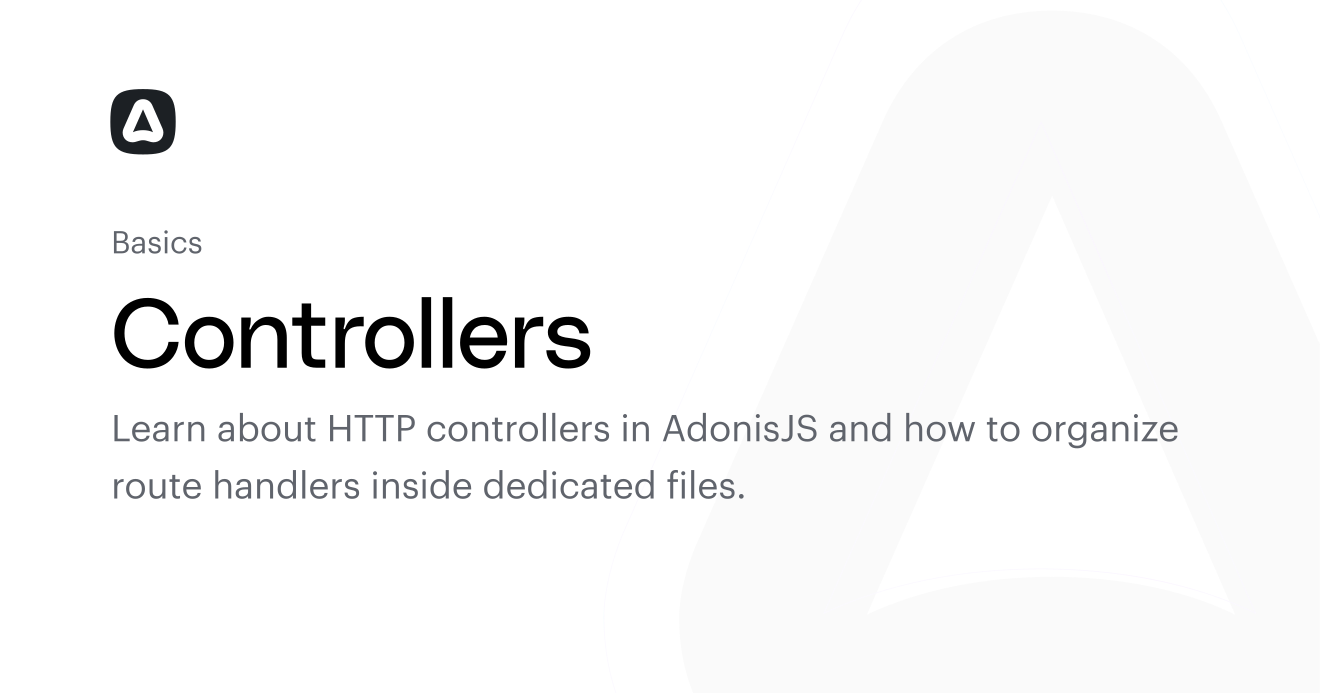 Basics
Controllers
Learn about HTTP controllers in AdonisJS and how to organize
route handlers inside dedicated files.